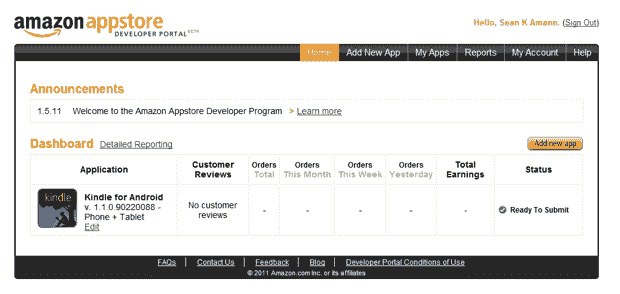 amazon appstore
DEVELOPER PORTAL BETA
Hello, Sean K Amann. (Sign Out)
Home Add New App My Apps Reports My Account Help
Announcements
1.5.11 Welcome to the Amazon Appstore Developer Program > Learn more
Dashboard Detailed Reporting Add new app
Application Customer Reviews Orders Total Orders This Month Orders This Week Orders Yesterday Total Earnings Status
kindle
Kindle for Android
v. 1.1.0.90220088 -
Phone + Tablet
Edit
No customer
reviews
- - - - -
Ready To Submit
FAQs | Contact Us | Feedback | Blog | Developer Portal Conditions of Use
© 2011 Amazon.com Inc. or its affiliates